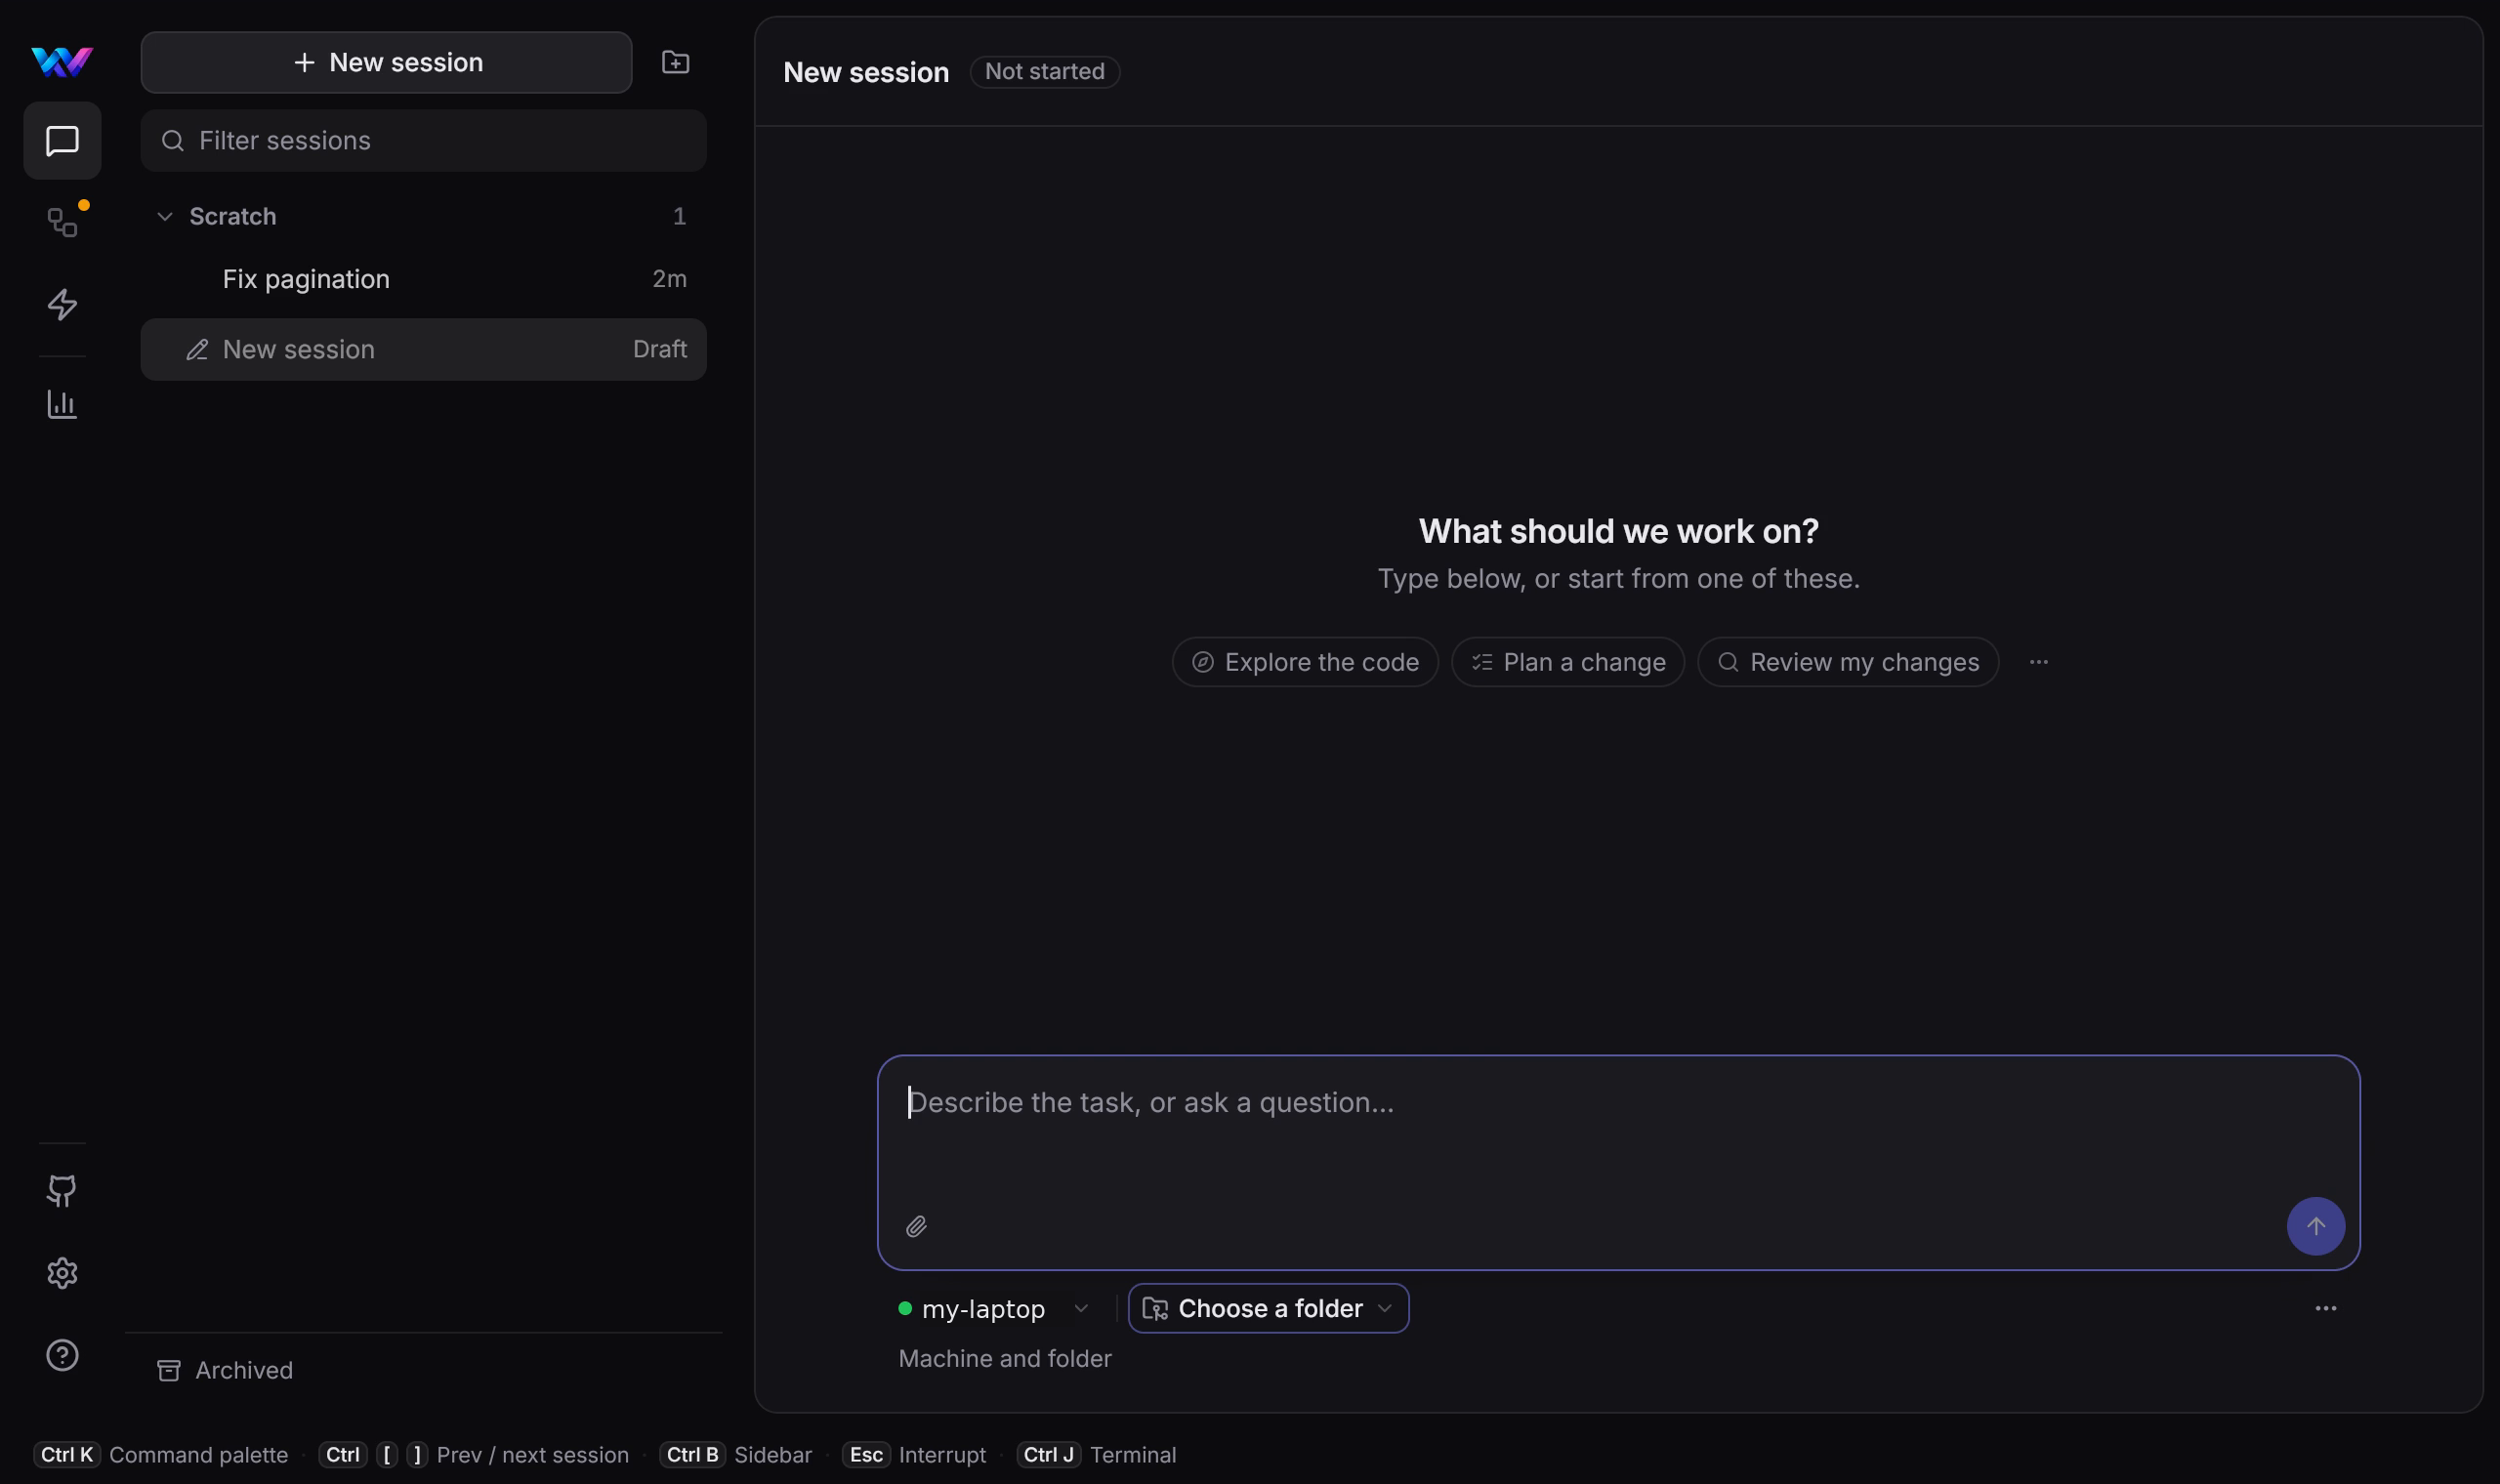 New session
Filter sessions
Scratch 1
Fix pagination 2m
New session Draft
Archived
New session Not started
What should we work on?
Type below, or start from one of these.
Explore the code Plan a change Review my changes
Describe the task, or ask a question...
my-laptop Choose a folder
Machine and folder
Ctrl K Command palette · Ctrl [ ] Prev / next session · Ctrl B Sidebar · Esc Interrupt · Ctrl J Terminal